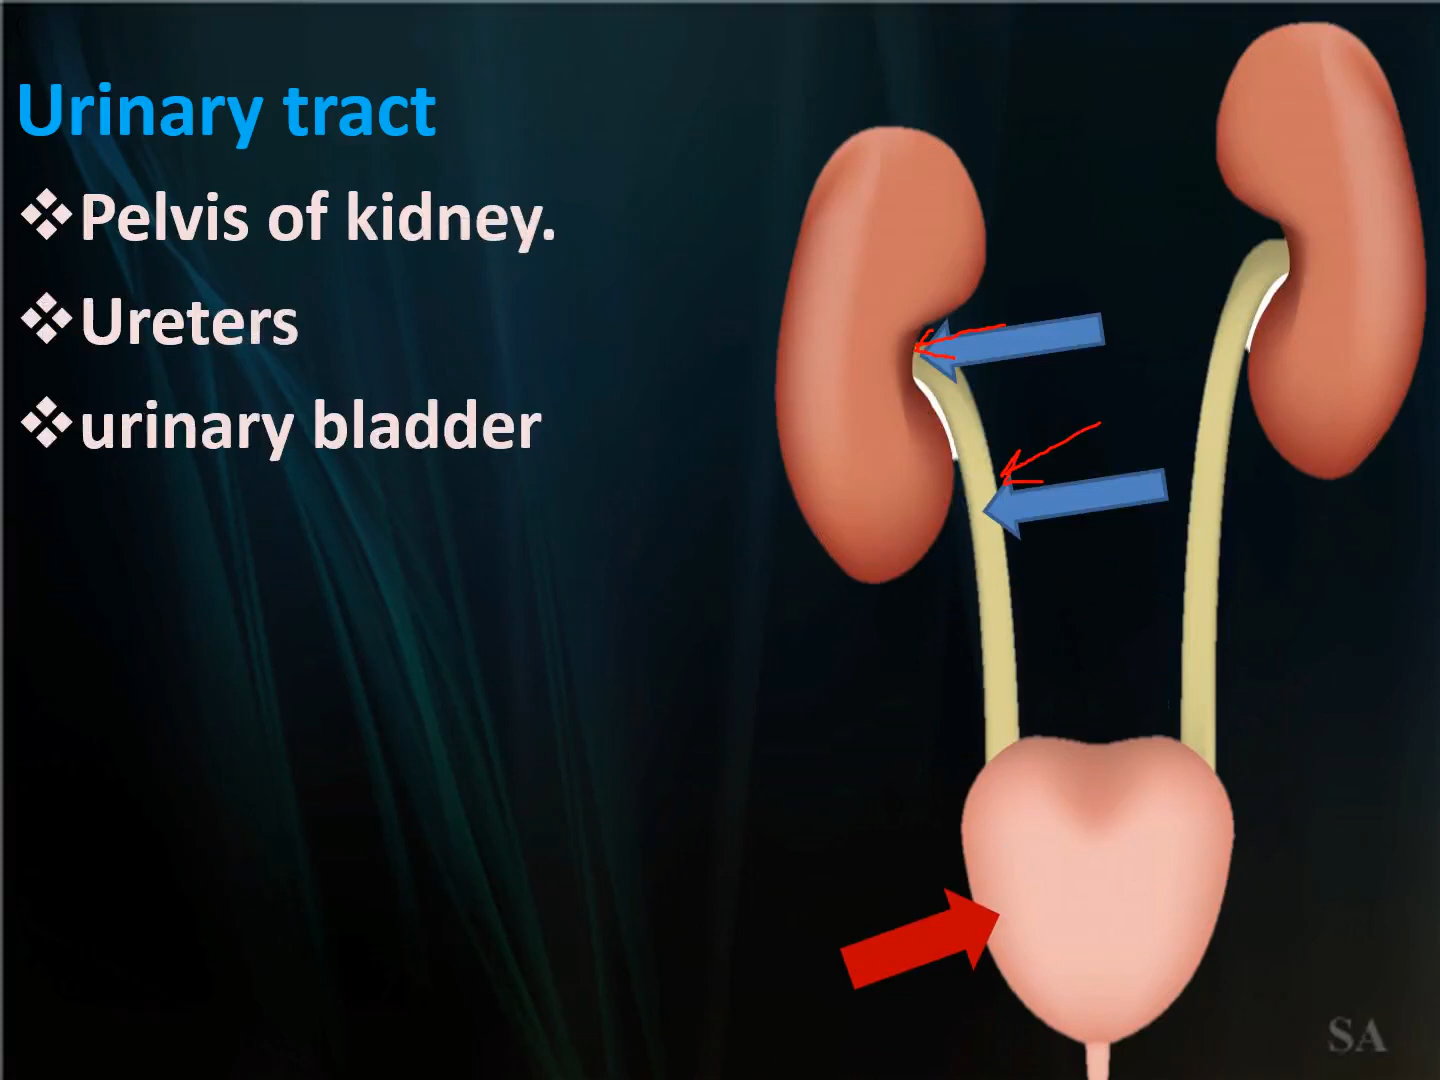 Urinary tract
❖Pelvis of kidney.
❖Ureters
❖urinary bladder
SA